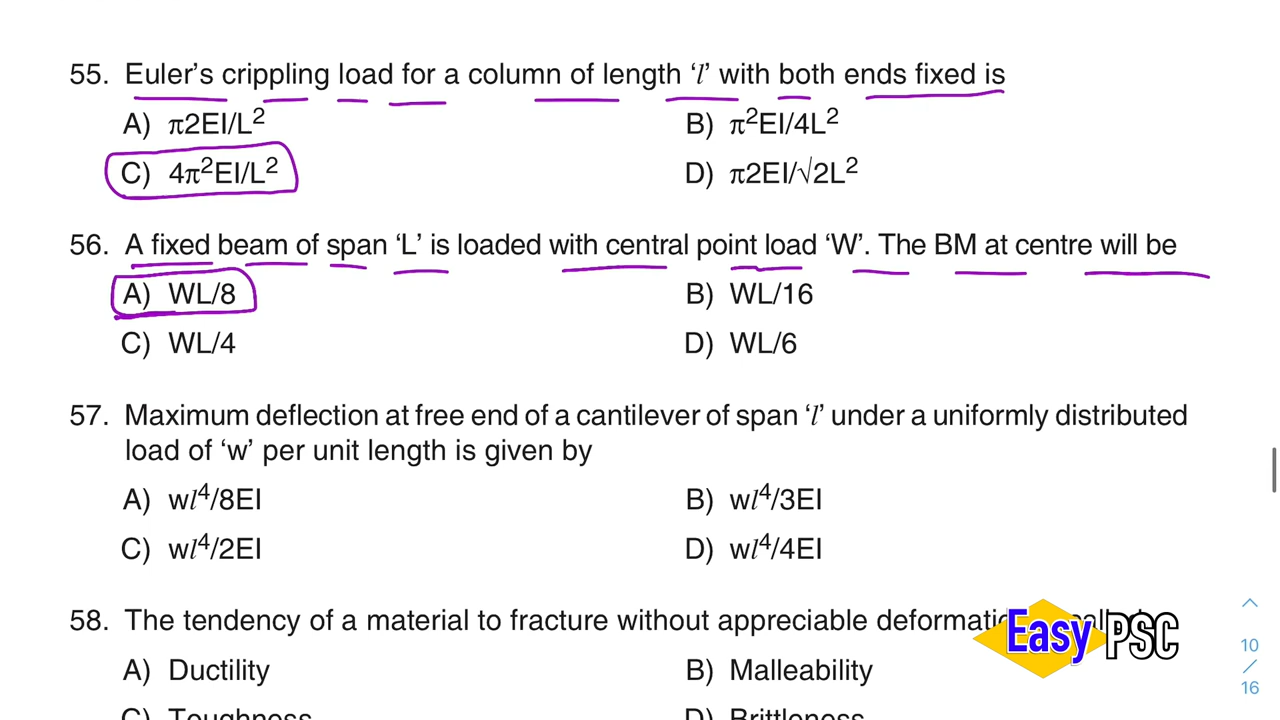 55. Euler's crippling load for a column of length 'l' with both ends fixed is
A) π2EI/L²
B) π²EI/4L²
C) 4π²EI/L²
D) π2EI/√2L²
56. A fixed beam of span 'L' is loaded with central point load 'W'. The BM at centre will be
A) WL/8
B) WL/16
C) WL/4
D) WL/6
57. Maximum deflection at free end of a cantilever of span 'l' under a uniformly distributed
load of 'w' per unit length is given by
A) wl⁴/8EI
B) wl⁴/3EI
C) wl⁴/2EI
D) wl⁴/4EI
58. The tendency of a material to fracture without appreciable
A) Ductility
B) Malleability
C) Toughness
D) Brittleness
Easy PSC
10
/
16